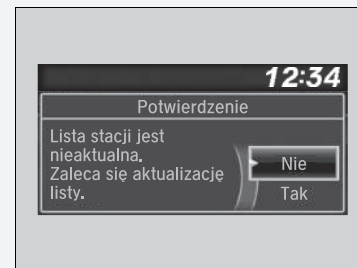 12:34
Potwierdzenie
Lista stacji jest
nieaktualna.
Zaleca się aktualizację
listy.
Nie
Tak